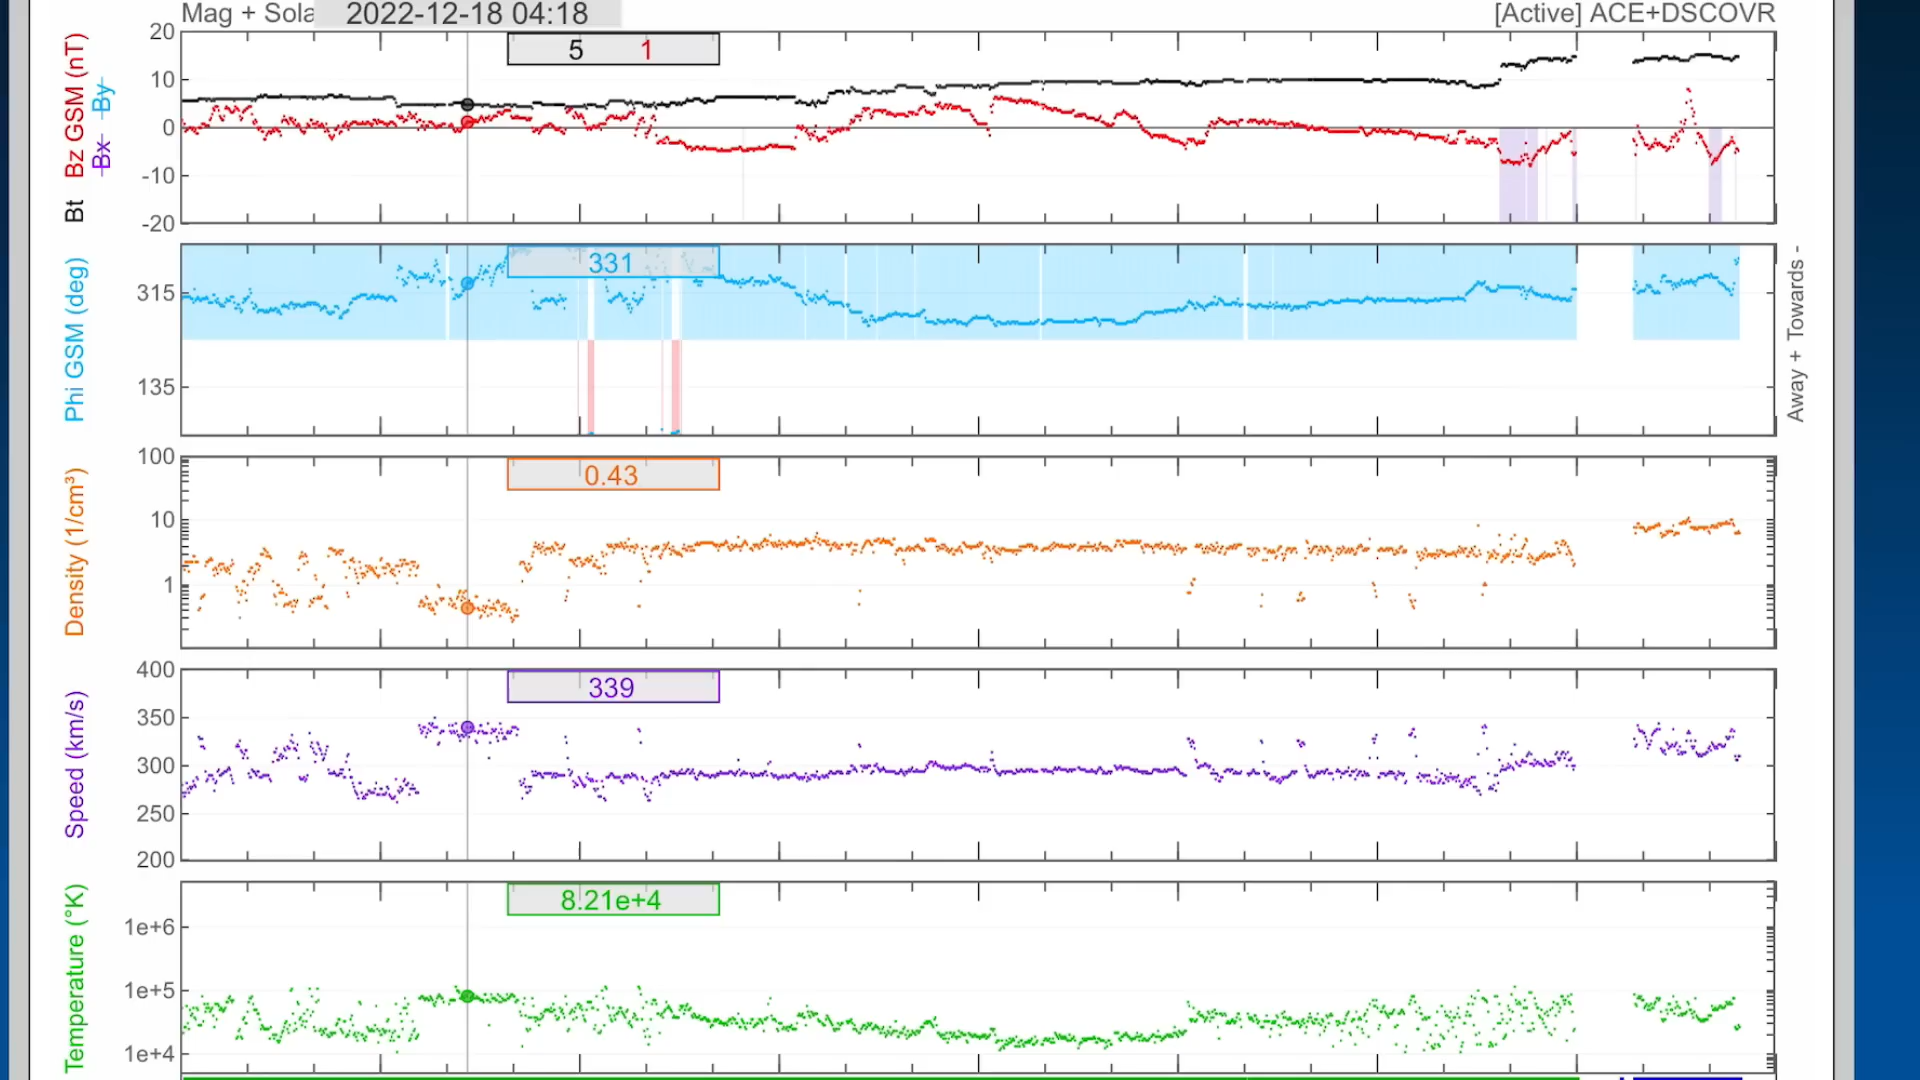 Mag + Sola
2022-12-18 04:18
[Active] ACE+DSCOVR
Bt Bz GSM (nT)
Bx By
20
10
0
-10
-20
5 1
Phi GSM (deg)
315
135
331
Away + Towards -
Density (1/cm³)
100
10
1
0.43
Speed (km/s)
400
350
300
250
200
339
Temperature (°K)
1e+6
1e+5
1e+4
8.21e+4